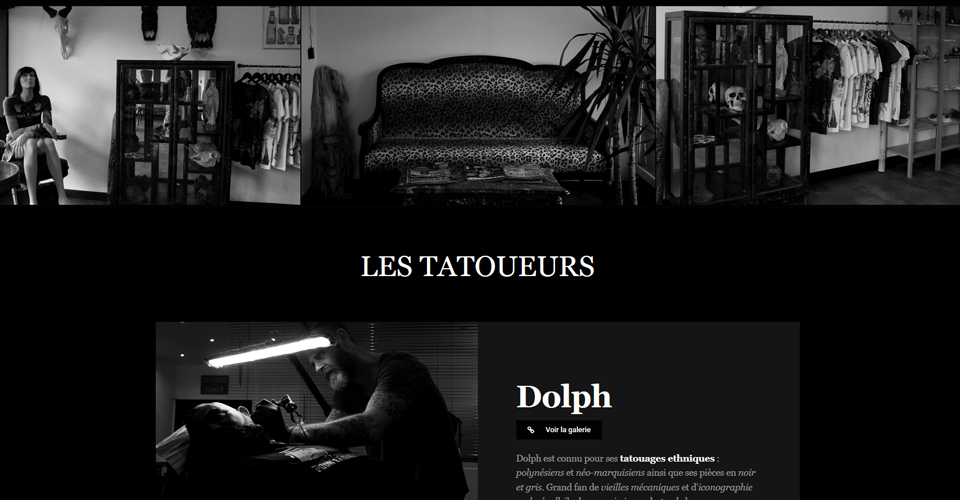 LES TATOUEURS
Dolph
Voir la galerie
Dolph est connu pour ses tatouages ethniques :
polynésiens et néo-marquisiens ainsi que ses pièces en noir
et gris. Grand fan de vieilles mécaniques et d'iconographie